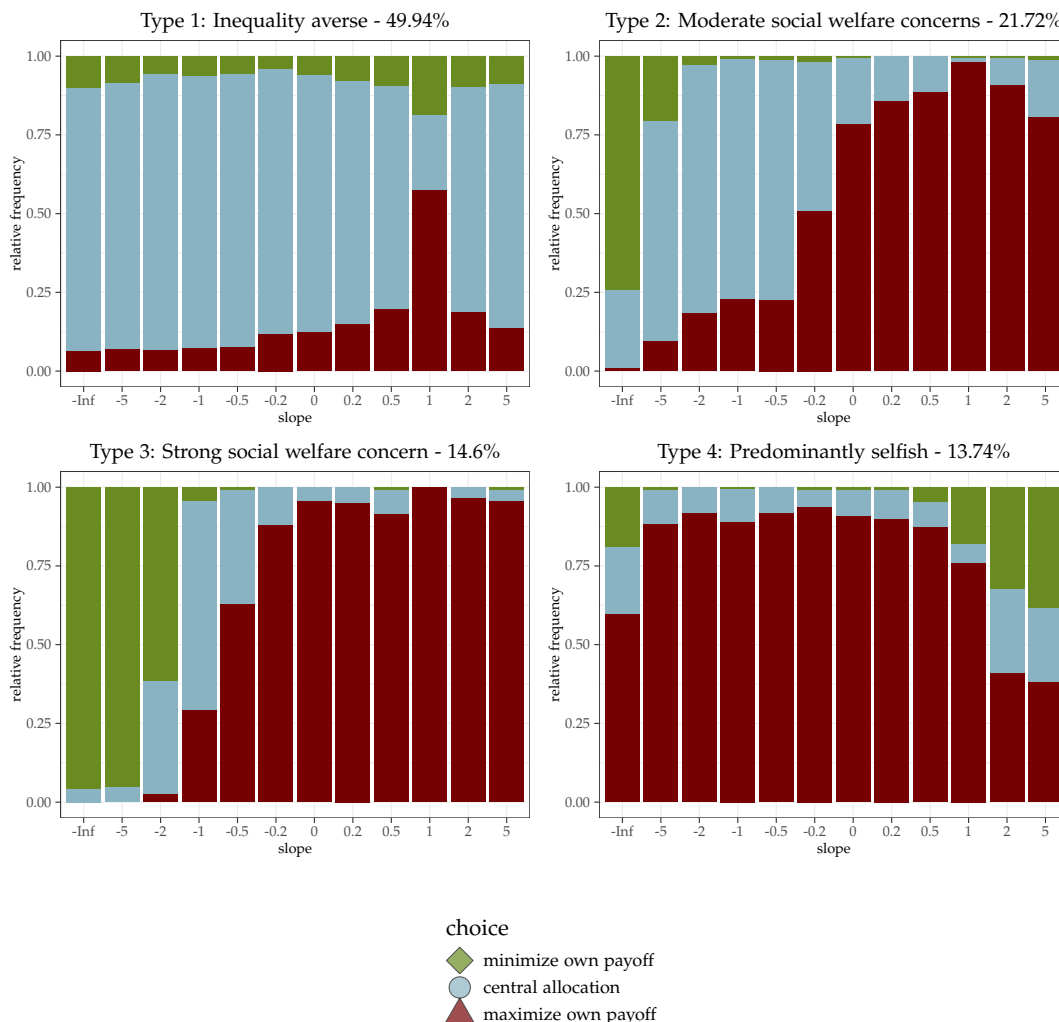 Type 1: Inequality averse - 49.94%
Type 2: Moderate social welfare concerns - 21.72%
1.00
0.75
0.50
0.25
0.00
relative frequency
-Inf -5 -2 -1 -0.5 -0.2 0 0.2 0.5 1 2 5
slope
1.00
0.75
0.50
0.25
0.00
relative frequency
-Inf -5 -2 -1 -0.5 -0.2 0 0.2 0.5 1 2 5
slope
Type 3: Strong social welfare concern - 14.6%
Type 4: Predominantly selfish - 13.74%
1.00
0.75
0.50
0.25
0.00
relative frequency
-Inf -5 -2 -1 -0.5 -0.2 0 0.2 0.5 1 2 5
slope
1.00
0.75
0.50
0.25
0.00
relative frequency
-Inf -5 -2 -1 -0.5 -0.2 0 0.2 0.5 1 2 5
slope
choice
minimize own payoff
central allocation
maximize own payoff